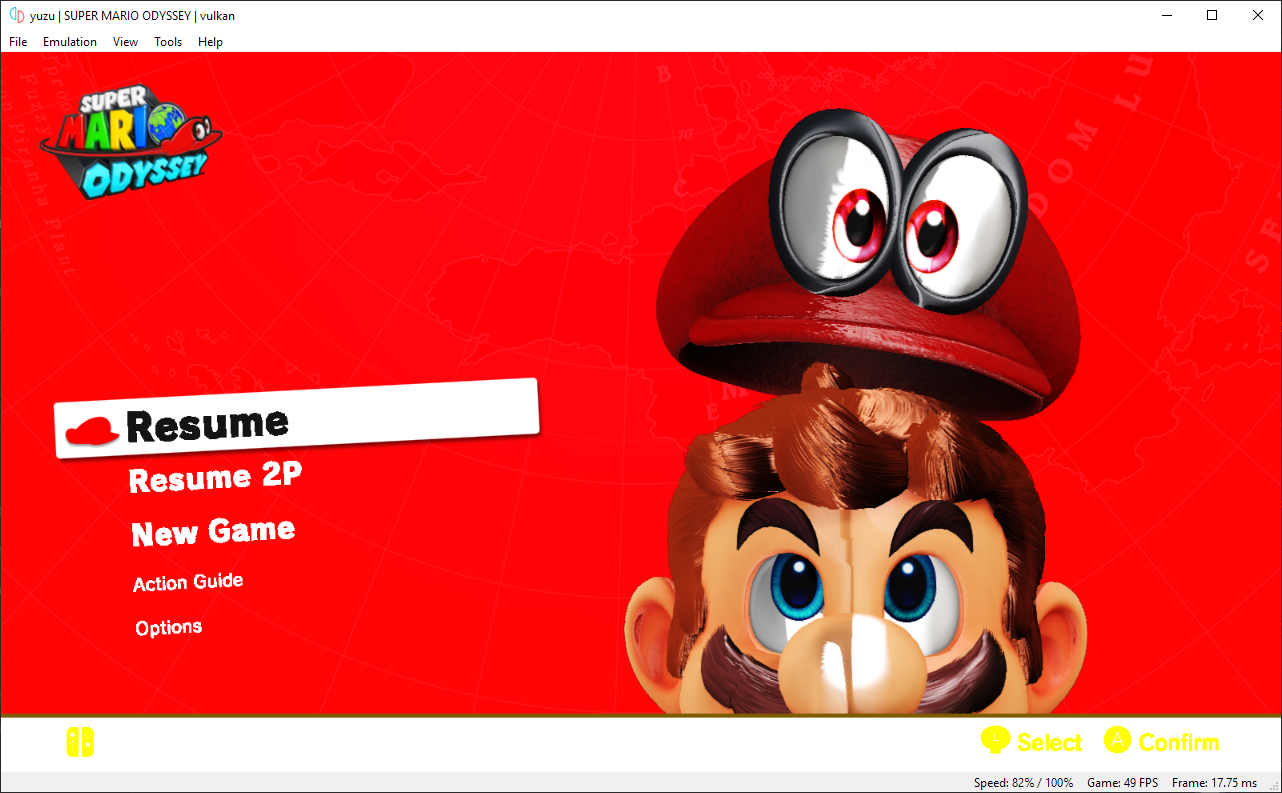 yuzu | SUPER MARIO ODYSSEY | vulkan
File Emulation View Tools Help
SUPER
MARIO
ODYSSEY
Resume
Resume 2P
New Game
Action Guide
Options
L Select A Confirm
Speed: 82% / 100% Game: 49 FPS Frame: 17.75 ms